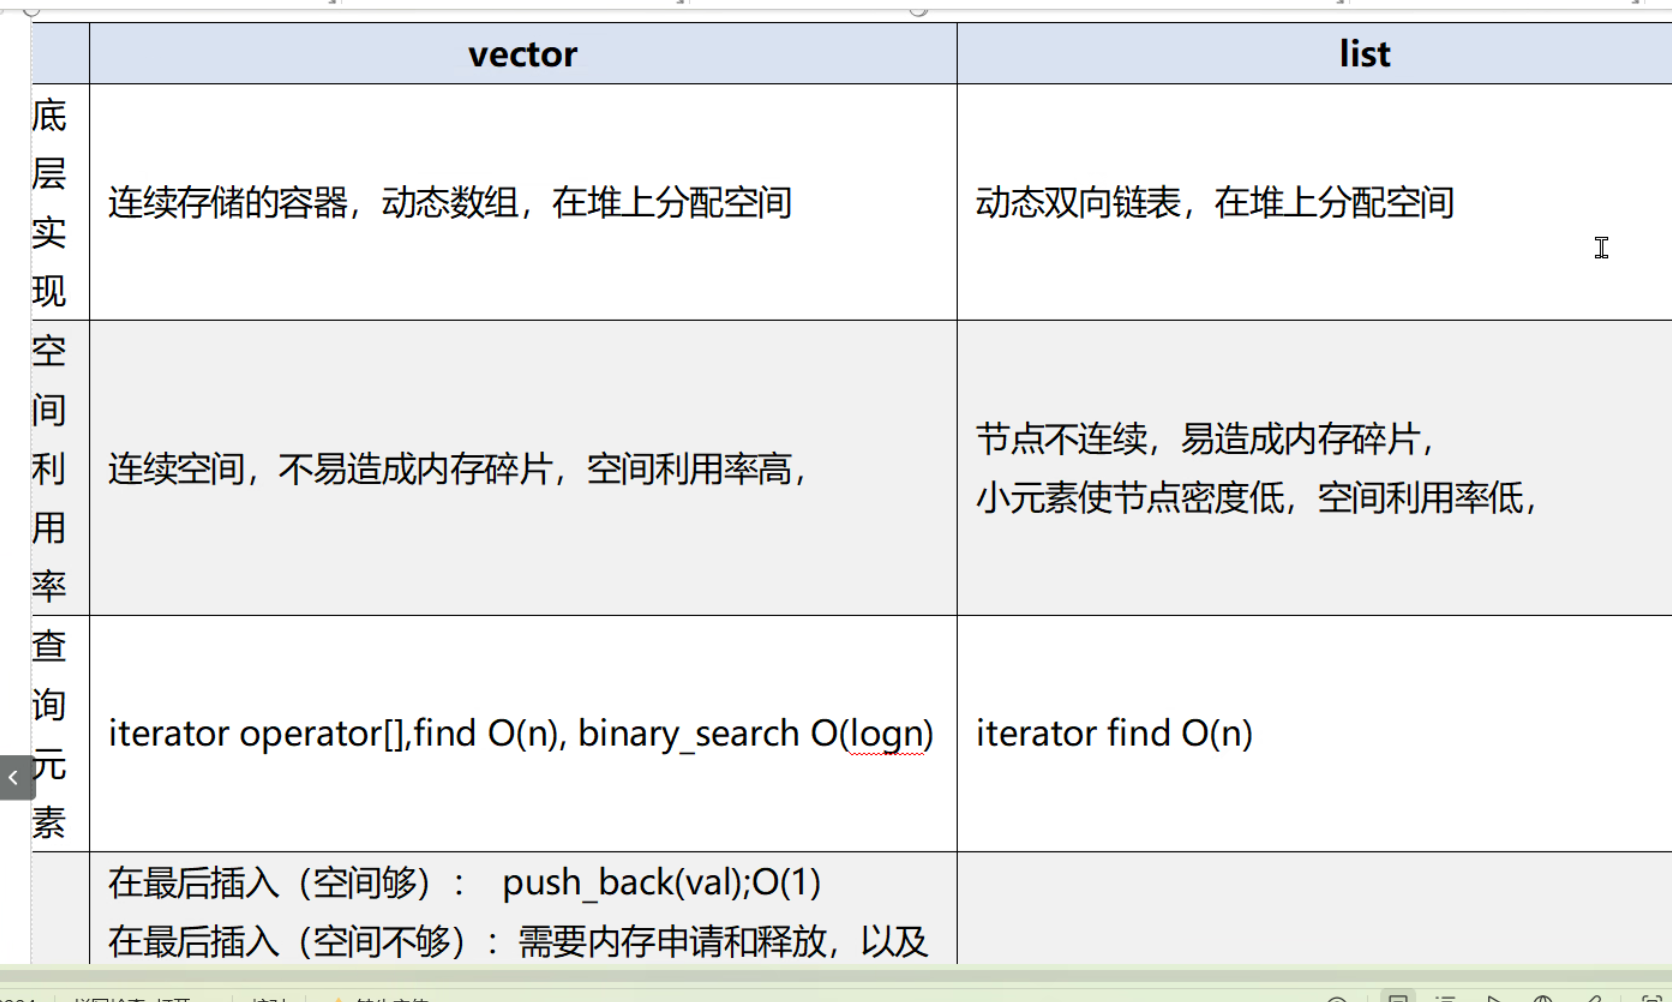 vector
list
底层实现
连续存储的容器，动态数组，在堆上分配空间
动态双向链表，在堆上分配空间
空间利用率
连续空间，不易造成内存碎片，空间利用率高，
节点不连续，易造成内存碎片，
小元素使节点密度低，空间利用率低，
查询元素
iterator operator[],find O(n), binary_search O(logn)
iterator find O(n)
在最后插入（空间够）： push_back(val);O(1)
在最后插入（空间不够）：需要内存申请和释放，以及